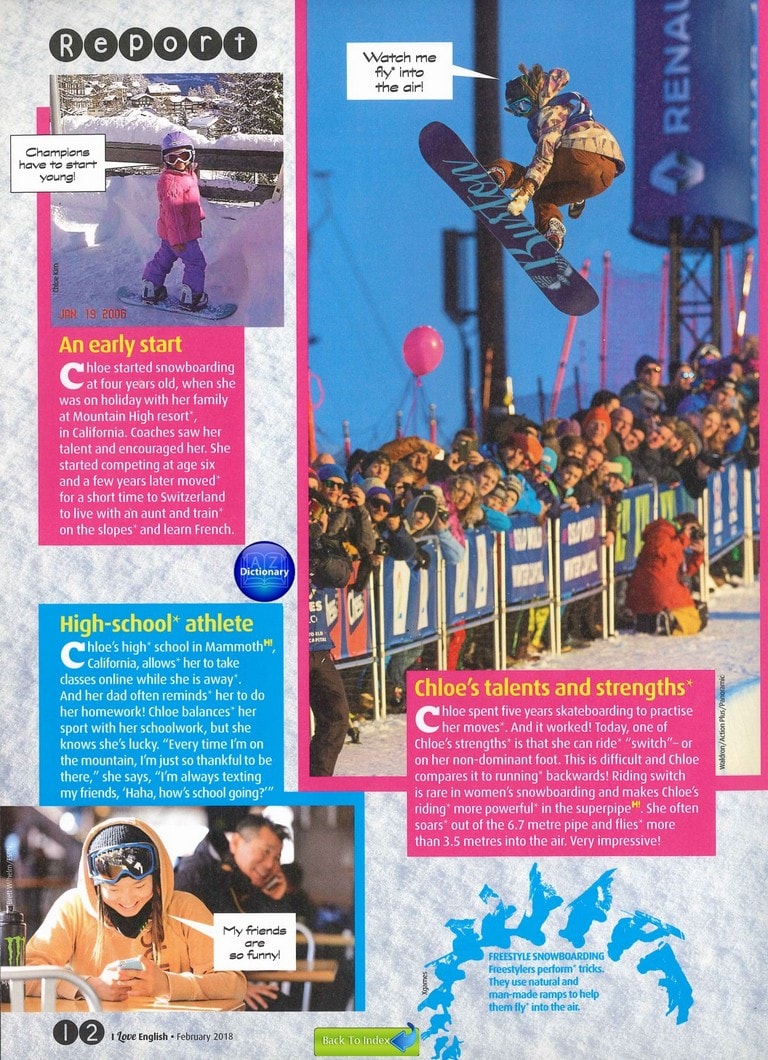 Report
Champions
have to start
young!
Chloe Kim
JAN 19 2006
An early start
Chloe started snowboarding
at four years old, when she
was on holiday with her family
at Mountain High resort*,
in California. Coaches saw her
talent and encouraged her. She
started competing at age six
and a few years later moved*
for a short time to Switzerland
to live with an aunt and train*
on the slopes* and learn French.
AZ
Dictionary
High-school* athlete
Chloe's high* school in Mammoth H!,
California, allows* her to take
classes online while she is away*.
And her dad often reminds* her to do
her homework! Chloe balances* her
sport with her schoolwork, but she
knows she's lucky. “Every time I'm on
the mountain, I'm just so thankful to be
there,” she says, “I'm always texting
my friends, ‘Haha, how's school going?’”
My friends
are
so funny!
Watch me
fly* into
the air!
RENAU
Burton
Chloe's talents and strengths*
Chloe spent five years skateboarding to practise
her moves*. And it worked! Today, one of
Chloe's strengths* is that she can ride* “switch”– or
on her non-dominant foot. This is difficult and Chloe
compares it to running* backwards! Riding switch
is rare in women's snowboarding and makes Chloe's
riding* more powerful* in the superpipe H!. She often
soars* out of the 6.7 metre pipe and flies* more
than 3.5 metres into the air. Very impressive!
Waldron/Action Plus/Panoramic
Xgames
FREESTYLE SNOWBOARDING
Freestylers perform* tricks.
They use natural and
man-made ramps to help
them fly* into the air.
12 I Love English • February 2018
Back To Index